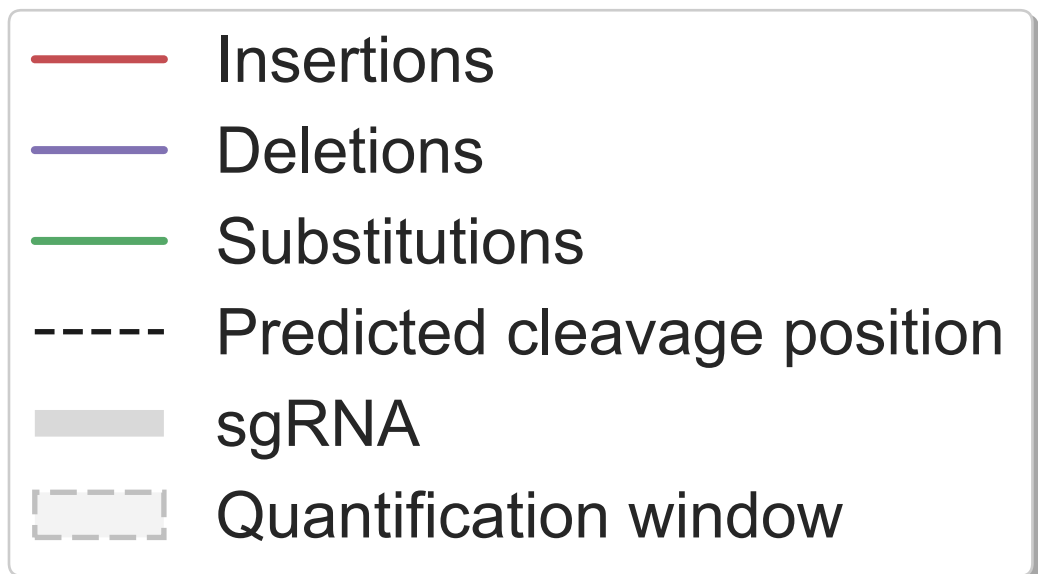 Insertions
Deletions
Substitutions
Predicted cleavage position
sgRNA
Quantification window